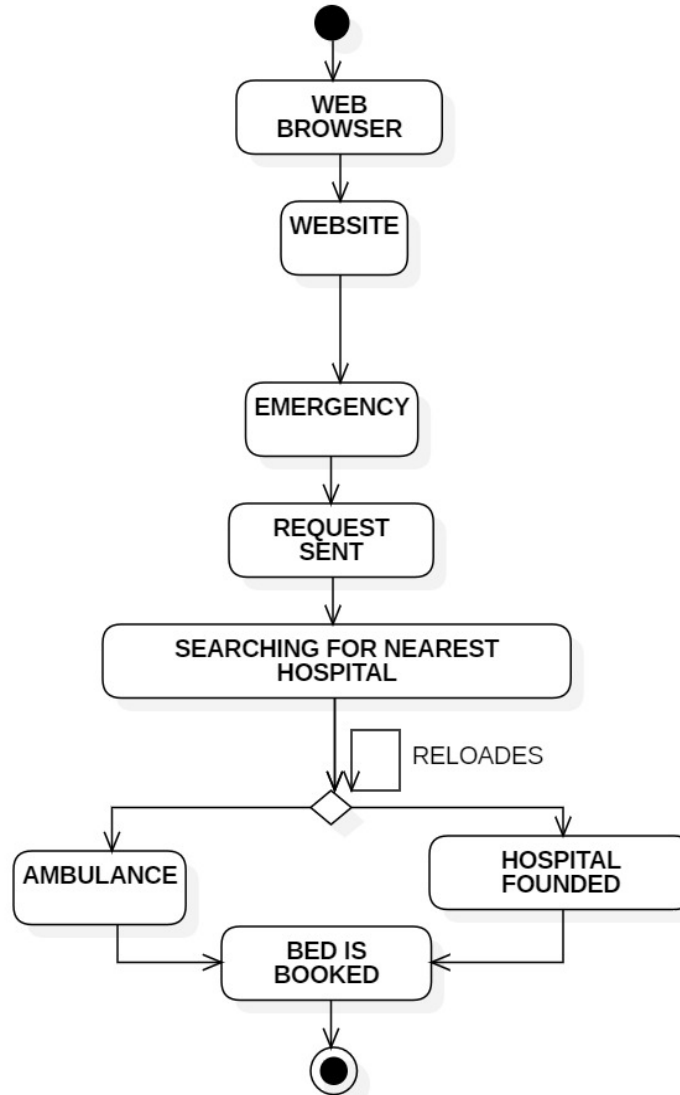 WEB
BROWSER
WEBSITE
EMERGENCY
REQUEST
SENT
SEARCHING FOR NEAREST
HOSPITAL
RELOADES
AMBULANCE
HOSPITAL
FOUNDED
BED IS
BOOKED